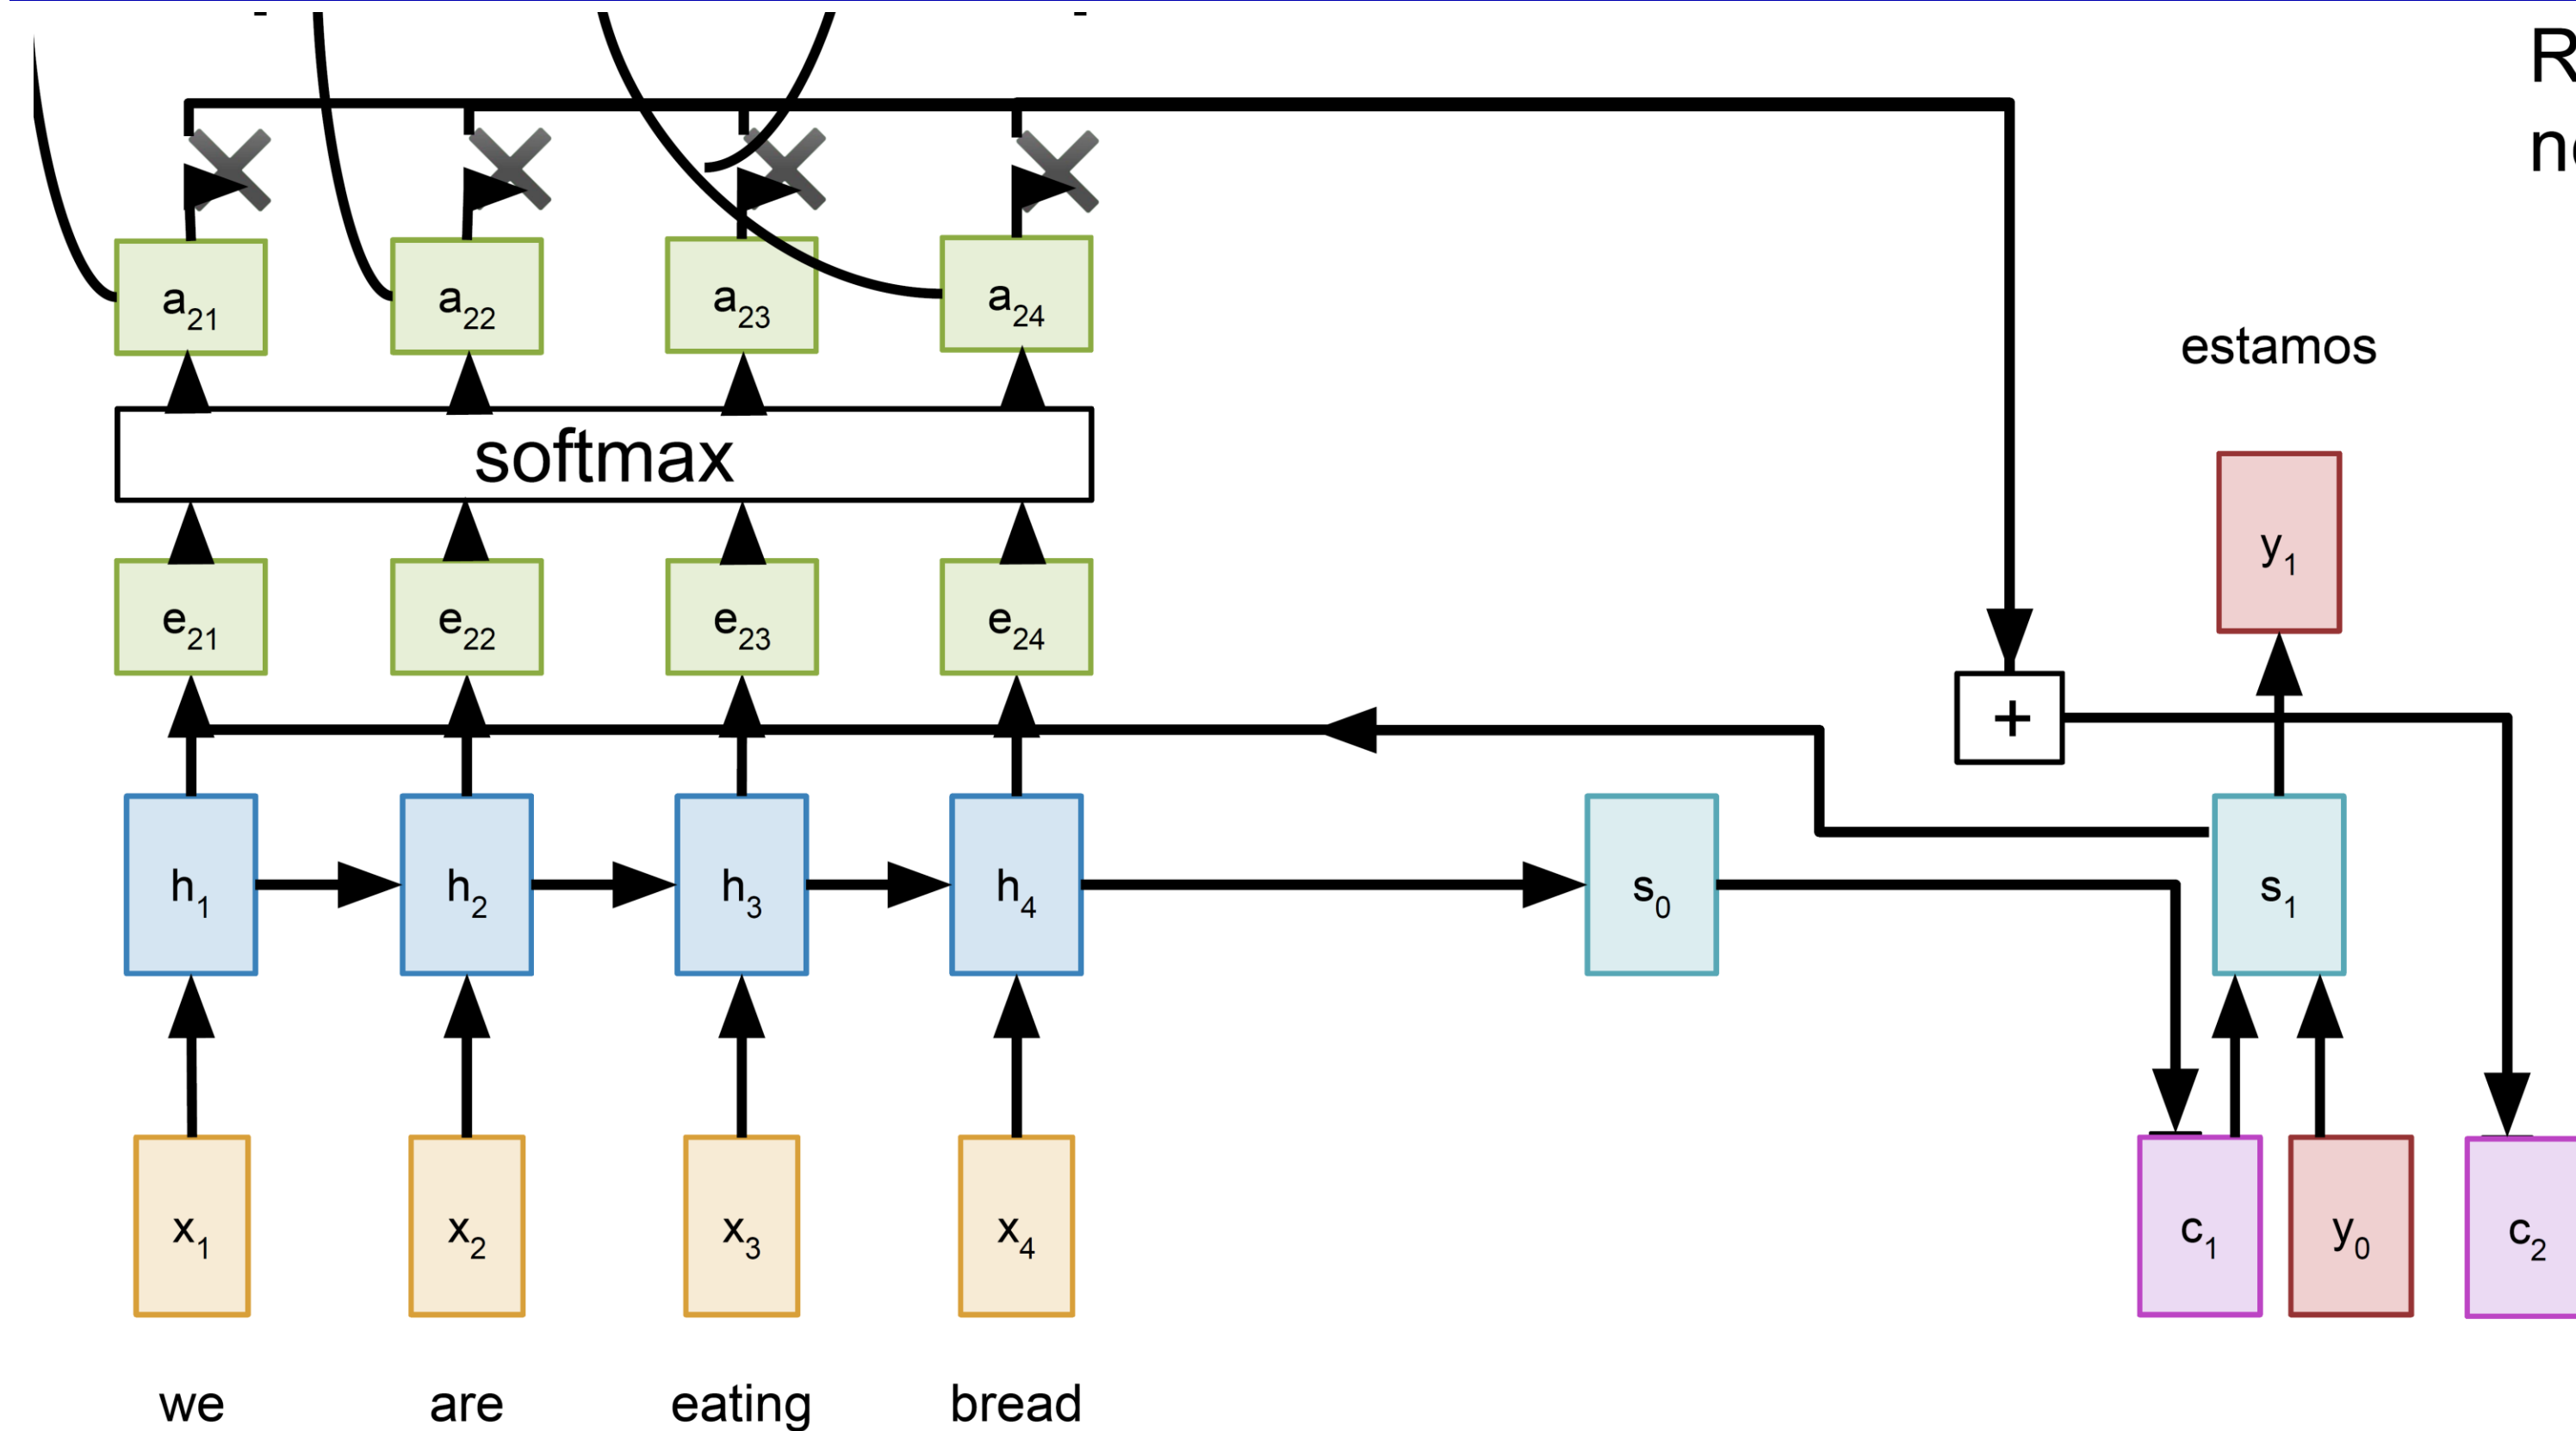 R
estamos
a21 a22 a23 a24
softmax
y1
e21 e22 e23 e24
+
h1 h2 h3 h4 s0 s1
x1 x2 x3 x4 c1 y0 c2
we are eating bread